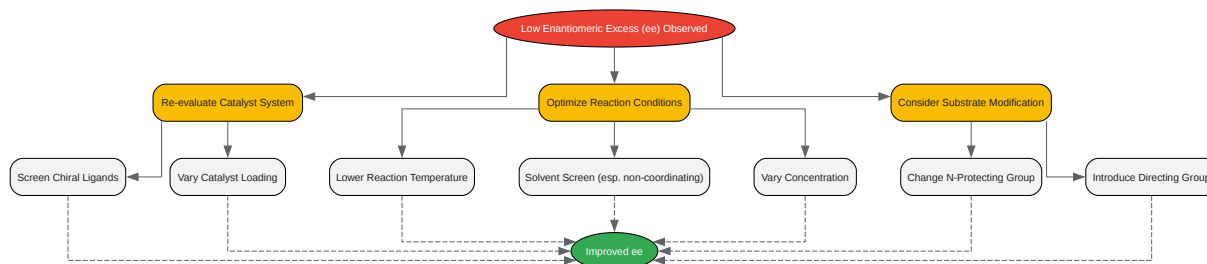 Low Enantiomeric Excess (ee) Observed
Re-evaluate Catalyst System
Optimize Reaction Conditions
Consider Substrate Modification
Screen Chiral Ligands
Vary Catalyst Loading
Lower Reaction Temperature
Solvent Screen (esp. non-coordinating)
Vary Concentration
Change N-Protecting Group
Introduce Directing Group
Improved ee